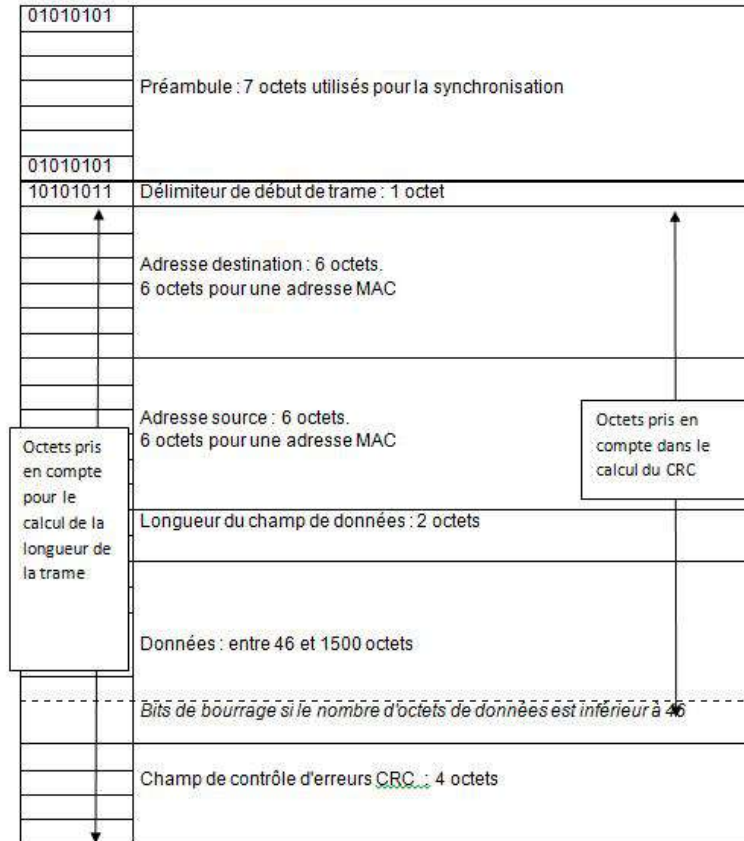 01010101
Préambule : 7 octets utilisés pour la synchronisation
01010101
10101011
Délimiteur de début de trame : 1 octet
Adresse destination : 6 octets.
6 octets pour une adresse MAC
Adresse source : 6 octets.
6 octets pour une adresse MAC
Octets pris en
compte dans le
calcul du CRC
Octets pris
en compte
pour le
calcul de la
longueur de
la trame
Longueur du champ de données : 2 octets
Données : entre 46 et 1500 octets
Bits de bourrage si le nombre d'octets de données est inférieur à 46
Champ de contrôle d'erreurs CRC : 4 octets